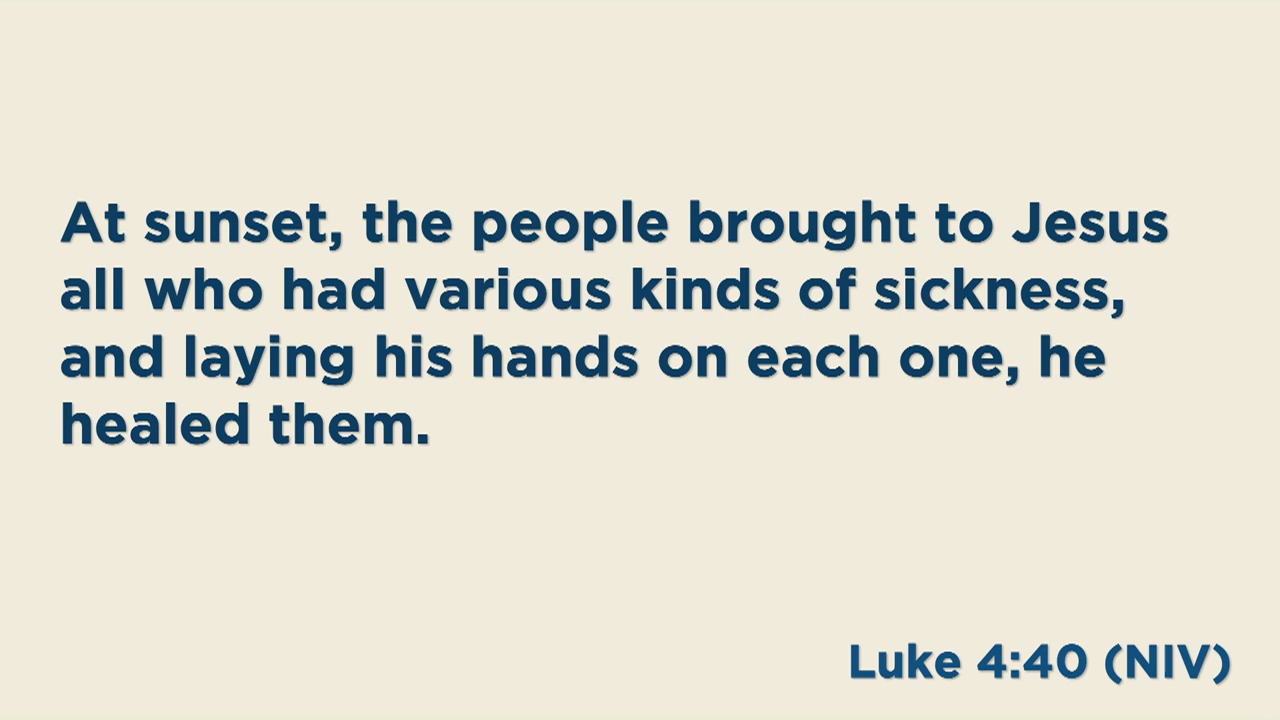 At sunset, the people brought to Jesus
all who had various kinds of sickness,
and laying his hands on each one, he
healed them.
Luke 4:40 (NIV)